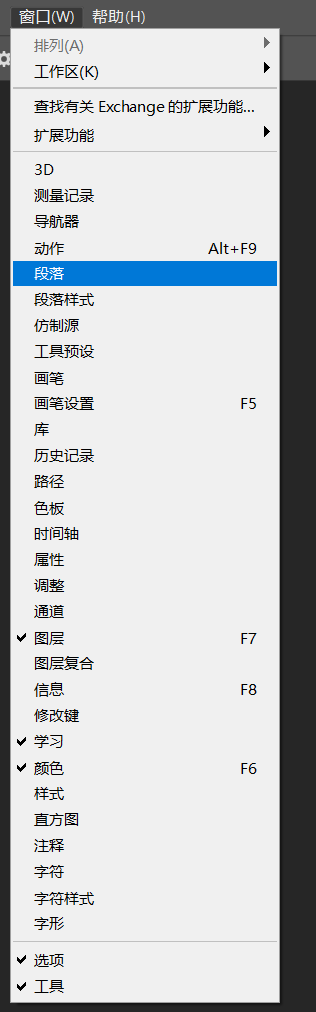 窗口(W) 帮助(H)
排列(A)
工作区(K)
查找有关 Exchange 的扩展功能...
扩展功能
3D
测量记录
导航器
动作 Alt+F9
段落
段落样式
仿制源
工具预设
画笔
画笔设置 F5
库
历史记录
路径
色板
时间轴
属性
调整
通道
图层 F7
图层复合
信息 F8
修改键
学习
颜色 F6
样式
直方图
注释
字符
字符样式
字形
选项
工具